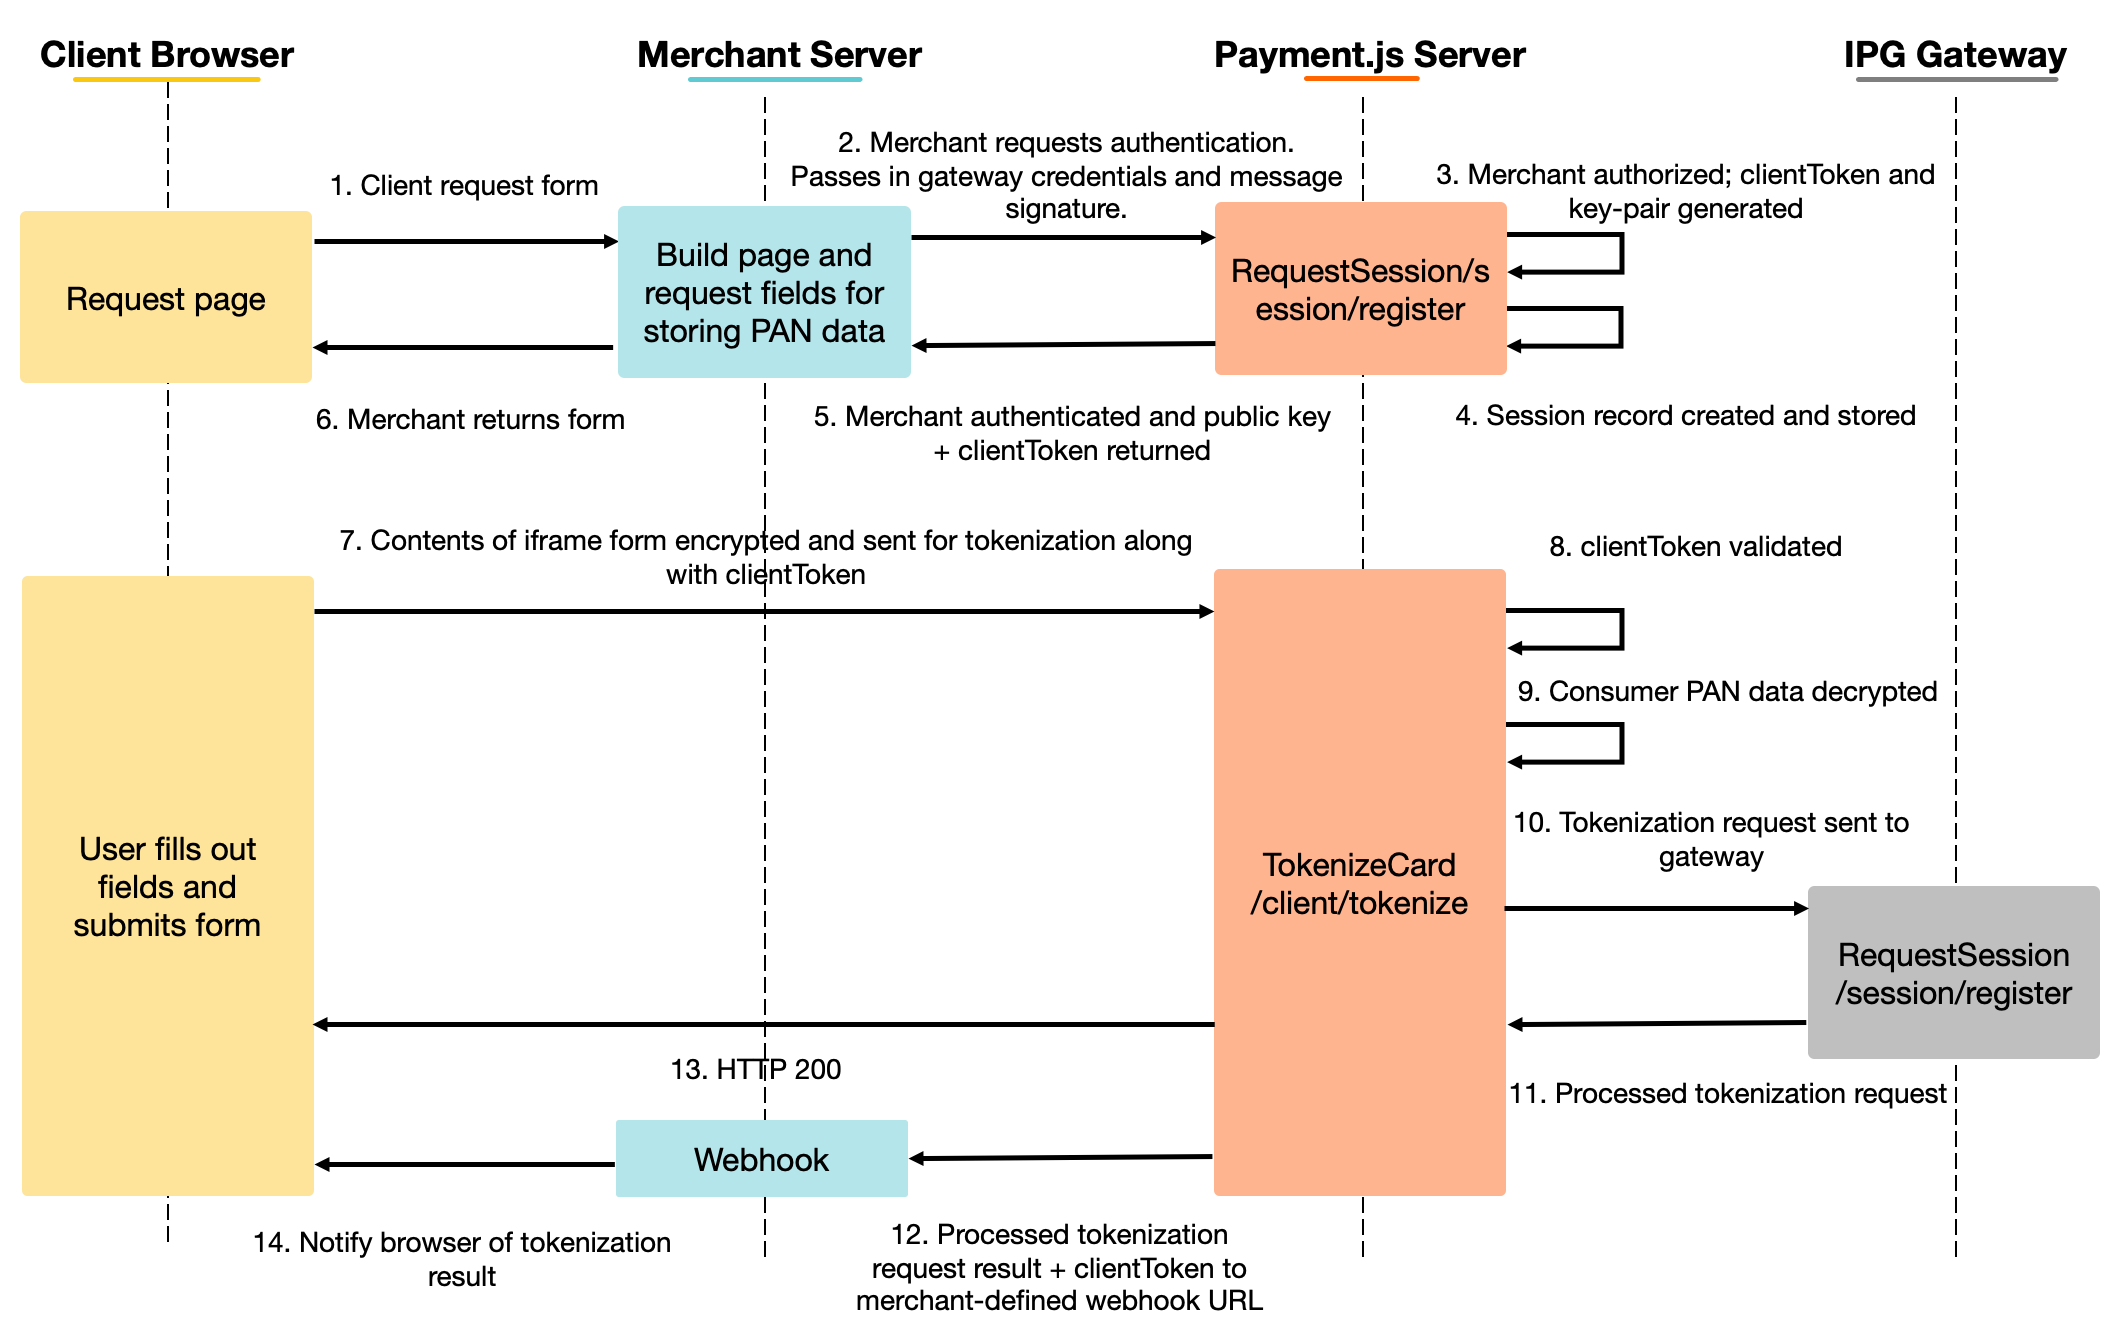 Client Browser
Merchant Server
Payment.js Server
IPG Gateway
1. Client request form
2. Merchant requests authentication.
Passes in gateway credentials and message
signature.
3. Merchant authorized; clientToken and
key-pair generated
Request page
Build page and
request fields for
storing PAN data
RequestSession/s
ession/register
6. Merchant returns form
5. Merchant authenticated and public key
+ clientToken returned
4. Session record created and stored
7. Contents of iframe form encrypted and sent for tokenization along
with clientToken
8. clientToken validated
9. Consumer PAN data decrypted
10. Tokenization request sent to
gateway
User fills out
fields and
submits form
TokenizeCard
/client/tokenize
RequestSession
/session/register
13. HTTP 200
11. Processed tokenization request
Webhook
14. Notify browser of tokenization
result
12. Processed tokenization
request result + clientToken to
merchant-defined webhook URL